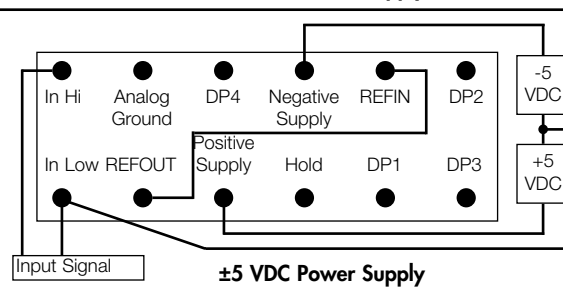 In Hi Analog Ground DP4 Negative Supply REFIN DP2
-5 VDC
In Low REFOUT Positive Supply Hold DP1 DP3
+5 VDC
Input Signal
±5 VDC Power Supply